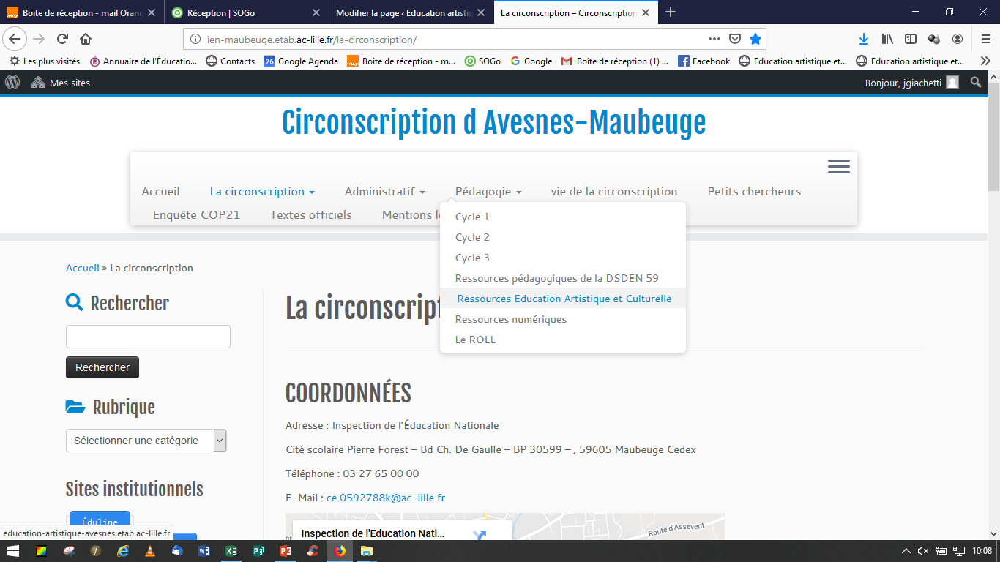 Boite de réception - mail Orang
Réception | SOGo
Modifier la page ‹ Education artistiq
La circonscription – Circonscription
ien-maubeuge.etab.ac-lille.fr/la-circonscription/
Les plus visités
Annuaire de l'Éducatio...
Contacts
26 Google Agenda
Boite de réception - m...
SOGo
Google
Boîte de réception (1) ...
Facebook
Education artistique et...
Education artistique et...
Mes sites
Bonjour, jgiachetti
Circonscription d Avesnes-Maubeuge
Accueil
La circonscription
Administratif
Pédagogie
vie de la circonscription
Petits chercheurs
Enquête COP21
Textes officiels
Mentions l
Cycle 1
Cycle 2
Cycle 3
Ressources pédagogiques de la DSDEN 59
Ressources Education Artistique et Culturelle
Ressources numériques
Le ROLL
Accueil » La circonscription
Rechercher
Rechercher
Rubrique
Sélectionner une catégorie
Sites institutionnels
Éduline
La circonscript
COORDONNÉES
Adresse : Inspection de l'Éducation Nationale
Cité scolaire Pierre Forest – Bd Ch. De Gaulle – BP 30599 – , 59605 Maubeuge Cedex
Téléphone : 03 27 65 00 00
E-Mail : ce.0592788k@ac-lille.fr
Inspection de l'Education Nati...
Route d'Assevent
education-artistique-avesnes.etab.ac-lille.fr
10:08